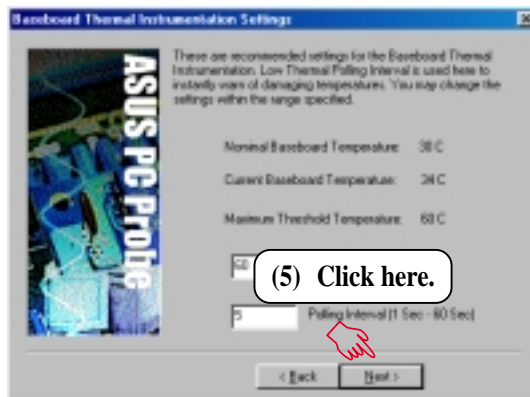 Baseboard Thermal Instrumentation Settings
ASUS PC Probe
These are recommended settings for the Baseboard Thermal
Instrumentation. Low Thermal Polling Interval is used here to
instantly warn of damaging temperatures. You may change the
settings within the range specified.
Nominal Baseboard Temperature: 30 C
Current Baseboard Temperature: 34 C
Maximum Threshold Temperature: 60 C
60
(5) Click here.
5 Polling Interval (1 Sec - 60 Sec)
< Back Next >